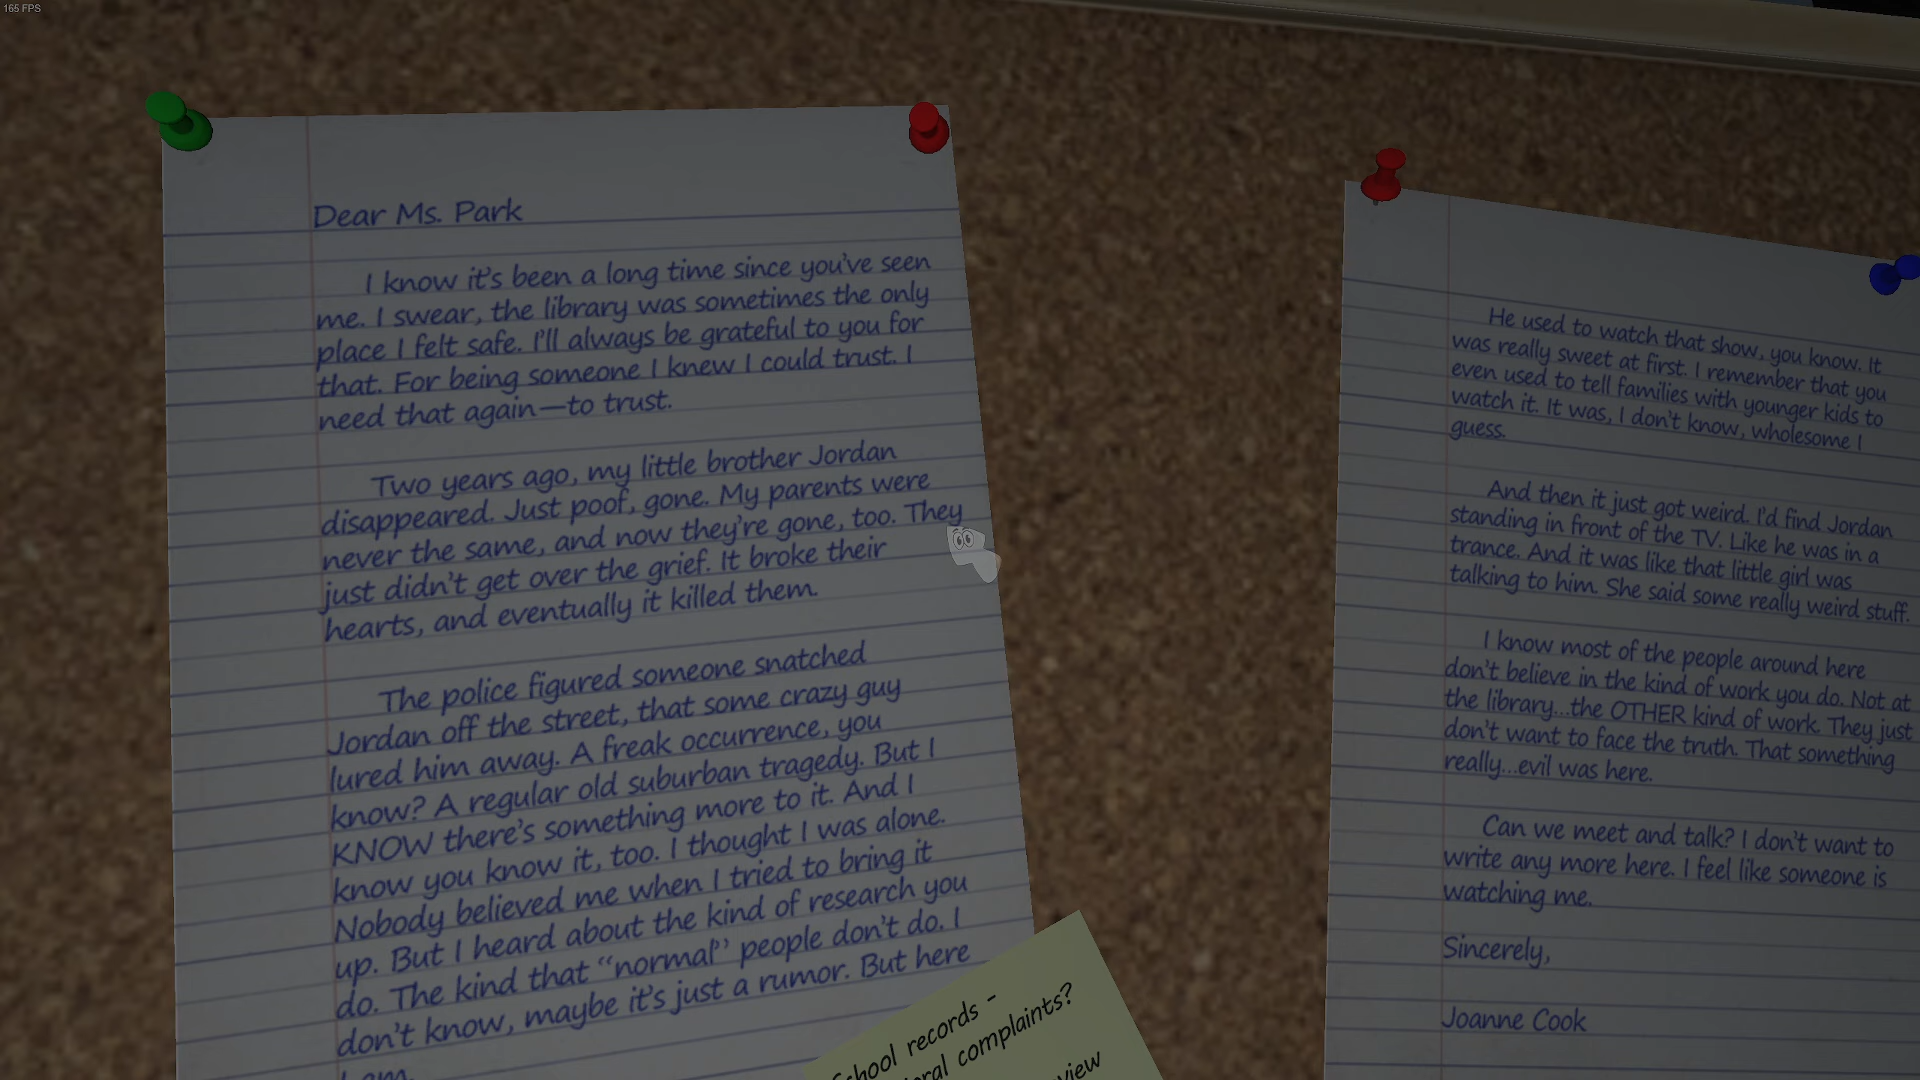 165 FPS
Dear Ms. Park
I know it's been a long time since you've seen
me. I swear, the library was sometimes the only
place I felt safe. I'll always be grateful to you for
that. For being someone I knew I could trust. I
need that again—to trust.
Two years ago, my little brother Jordan
disappeared. Just poof, gone. My parents were
never the same, and now they're gone, too. They
just didn't get over the grief. It broke their
hearts, and eventually it killed them.
The police figured someone snatched
Jordan off the street, that some crazy guy
lured him away. A freak occurrence, you
know? A regular old suburban tragedy. But I
KNOW there's something more to it. And I
know you know it, too. I thought I was alone.
Nobody believed me when I tried to bring it
up. But I heard about the kind of research you
do. The kind that "normal" people don't do. I
don't know, maybe it's just a rumor. But here
I am.
School records -
complaints?
He used to watch that show, you know. It
was really sweet at first. I remember that you
even used to tell families with younger kids to
watch it. It was, I don't know, wholesome I
guess.
And then it just got weird. I'd find Jordan
standing in front of the TV. Like he was in a
trance. And it was like that little girl was
talking to him. She said some really weird stuff.
I know most of the people around here
don't believe in the kind of work you do. Not at
the library...the OTHER kind of work. They just
don't want to face the truth. That something
really...evil was here.
Can we meet and talk? I don't want to
write any more here. I feel like someone is
watching me.
Sincerely,
Joanne Cook